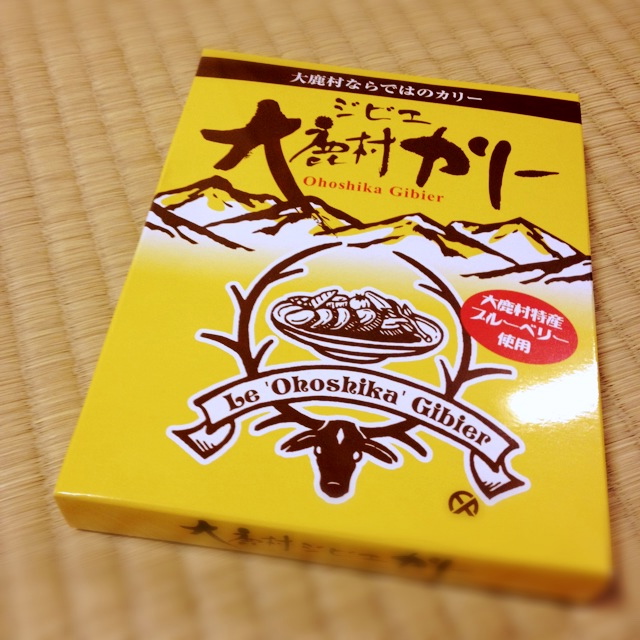 大鹿村ならではのカリー
ジビエ
大鹿村カリー
Ohoshika Gibier
大鹿村特産
ブルーベリー
使用
Le 'Ohoshika' Gibier
大鹿村ジビエカリー